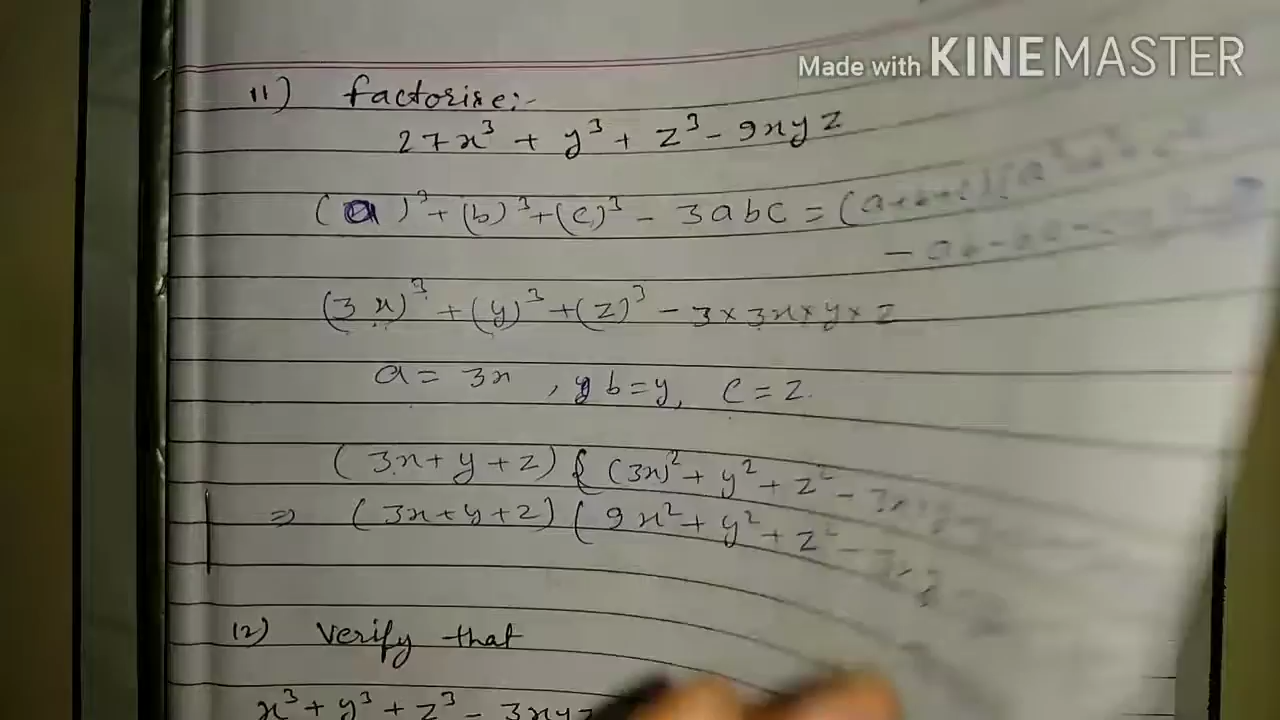 Made with KINEMASTER
11) factorise:-
27x³ + y³ + z³ - 9xyz
(a)³ + (b)³ + (c)³ - 3abc = (a+b+c)(a²
(3x)³ + (y)³ + (z)³ - 3×3x×y×z
a = 3x , y b = y, c = z.
(3x+y+z) { (3x)² + y² + z² -
⇒ (3x+y+z) ( 9x² + y² + z² -
12) Verify that
x³ + y³ + z³ - 3xyz